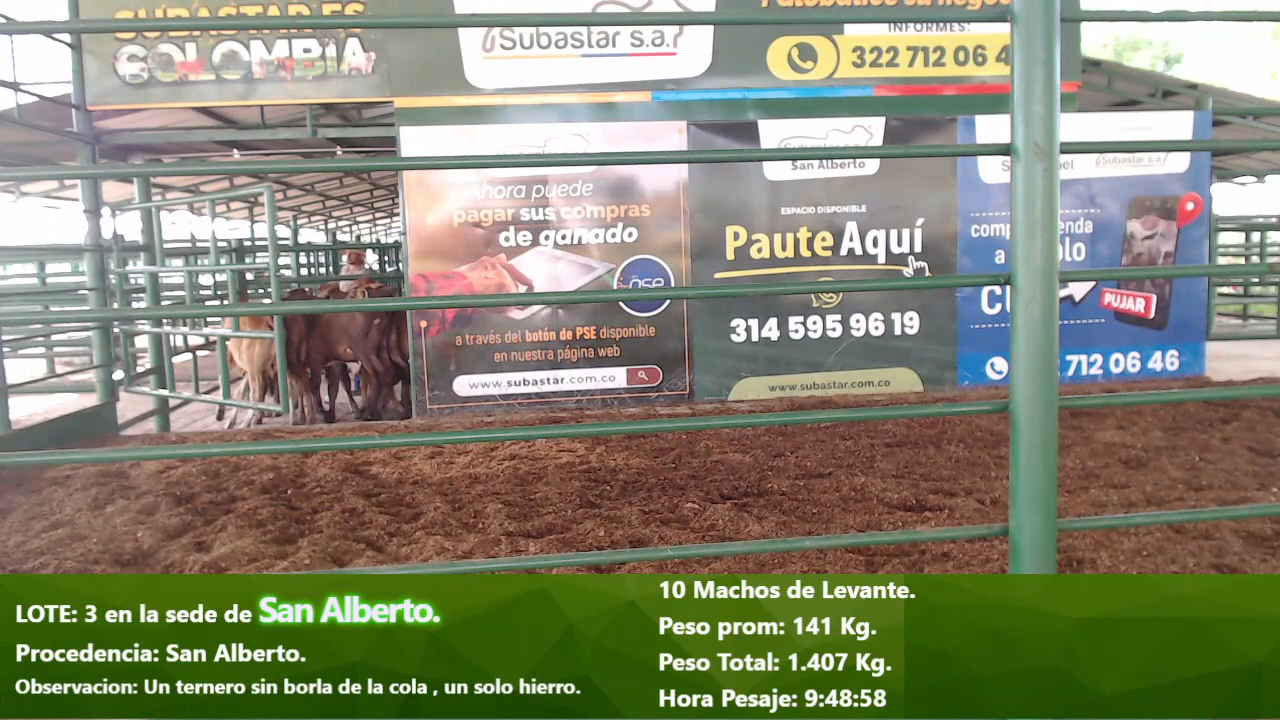 SUBASTAR ES
COLOMBIA
Subastar s.a.
INFORMES:
322 712 06 4
Ahora puede
pagar sus compras
de ganado
pse
a través del botón de PSE disponible
en nuestra página web
www.subastar.com.co
Subastar s.a.
San Alberto
ESPACIO DISPONIBLE
Paute Aquí
314 595 96 19
www.subastar.com.co
Subastar s.a.
PUJAR
712 06 46
LOTE: 3 en la sede de San Alberto.
Procedencia: San Alberto.
Observacion: Un ternero sin borla de la cola , un solo hierro.
10 Machos de Levante.
Peso prom: 141 Kg.
Peso Total: 1.407 Kg.
Hora Pesaje: 9:48:58